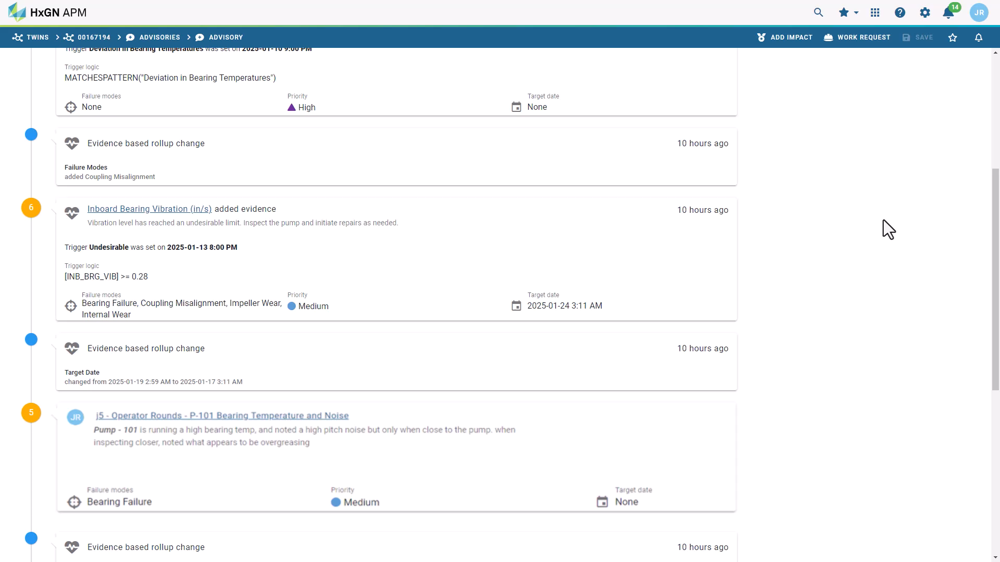 HxGN APM
14
JR
TWINS
00167194
ADVISORIES
ADVISORY
ADD IMPACT
WORK REQUEST
SAVE
Trigger Deviation in Bearing Temperatures was set on 2025-01-10 9:00 PM
Trigger logic
MATCHESPATTERN("Deviation in Bearing Temperatures")
Failure modes
None
Priority
High
Target date
None
Evidence based rollup change
10 hours ago
Failure Modes
added Coupling Misalignment
6
Inboard Bearing Vibration (in/s) added evidence
10 hours ago
Vibration level has reached an undesirable limit. Inspect the pump and initiate repairs as needed.
Trigger Undesirable was set on 2025-01-13 8:00 PM
Trigger logic
[INB_BRG_VIB] >= 0.28
Failure modes
Bearing Failure, Coupling Misalignment, Impeller Wear,
Internal Wear
Priority
Medium
Target date
2025-01-24 3:11 AM
Evidence based rollup change
10 hours ago
Target Date
changed from 2025-01-19 2:59 AM to 2025-01-17 3:11 AM
5
JR
j5 - Operator Rounds - P-101 Bearing Temperature and Noise
Pump - 101 is running a high bearing temp, and noted a high pitch noise but only when close to the pump. when
inspecting closer, noted what appears to be overgreasing
Failure modes
Bearing Failure
Priority
Medium
Target date
None
Evidence based rollup change
10 hours ago